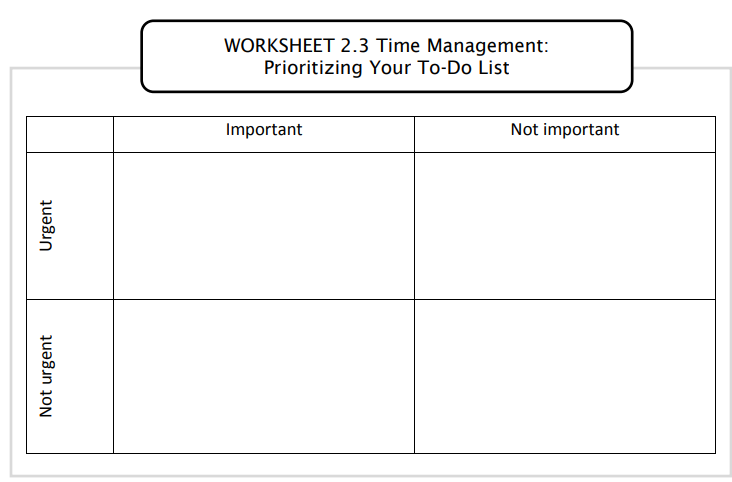 WORKSHEET 2.3 Time Management:
Prioritizing Your To-Do List
Important
Not important
Urgent
Not urgent